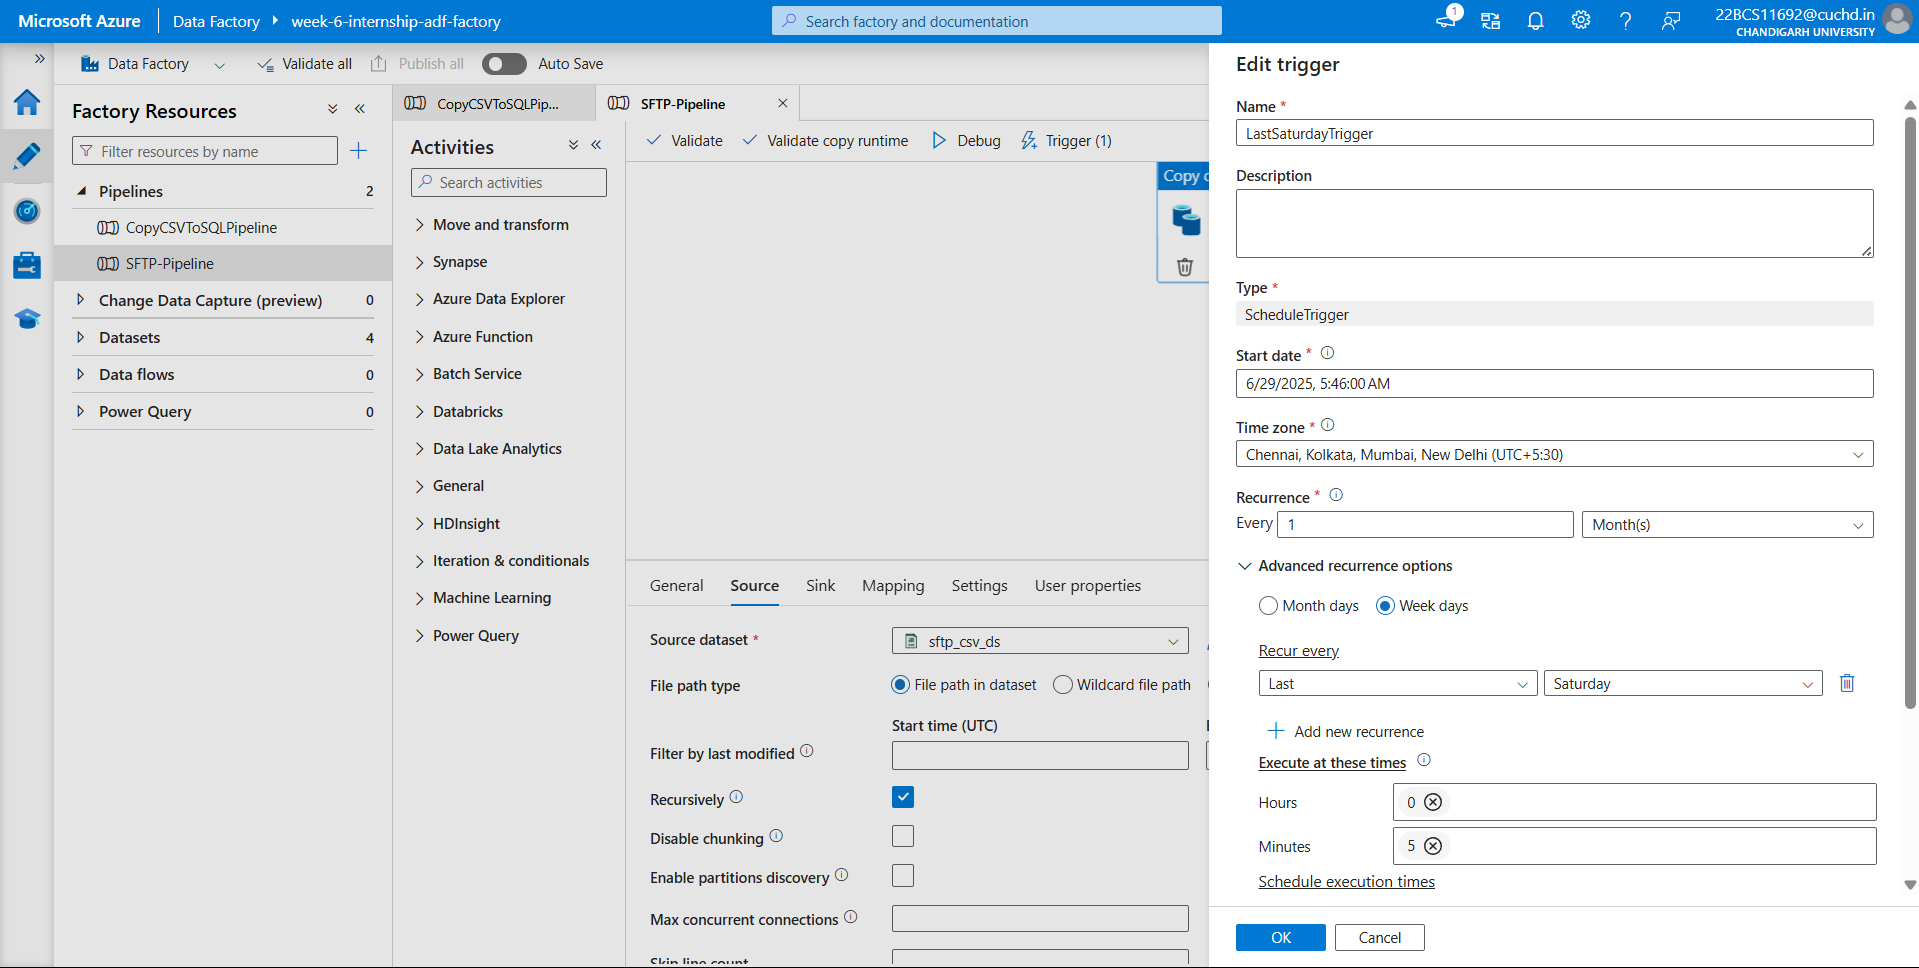 Microsoft Azure
Data Factory
week-6-internship-adf-factory
Search factory and documentation
1
22BCS11692@cuchd.in
CHANDIGARH UNIVERSITY
Data Factory
Validate all
Publish all
Auto Save
Factory Resources
Filter resources by name
Pipelines 2
CopyCSVToSQLPipeline
SFTP-Pipeline
Change Data Capture (preview) 0
Datasets 4
Data flows 0
Power Query 0
CopyCSVToSQLPip...
SFTP-Pipeline
Activities
Search activities
Move and transform
Synapse
Azure Data Explorer
Azure Function
Batch Service
Databricks
Data Lake Analytics
General
HDInsight
Iteration & conditionals
Machine Learning
Power Query
Validate
Validate copy runtime
Debug
Trigger (1)
Copy
General
Source
Sink
Mapping
Settings
User properties
Source dataset *
sftp_csv_ds
File path type
File path in dataset
Wildcard file path
Start time (UTC)
Filter by last modified
Recursively
Disable chunking
Enable partitions discovery
Max concurrent connections
Skip line count
Edit trigger
Name *
LastSaturdayTrigger
Description
Type *
ScheduleTrigger
Start date *
6/29/2025, 5:46:00 AM
Time zone *
Chennai, Kolkata, Mumbai, New Delhi (UTC+5:30)
Recurrence *
Every 1 Month(s)
Advanced recurrence options
Month days
Week days
Recur every
Last Saturday
Add new recurrence
Execute at these times
Hours 0
Minutes 5
Schedule execution times
OK
Cancel